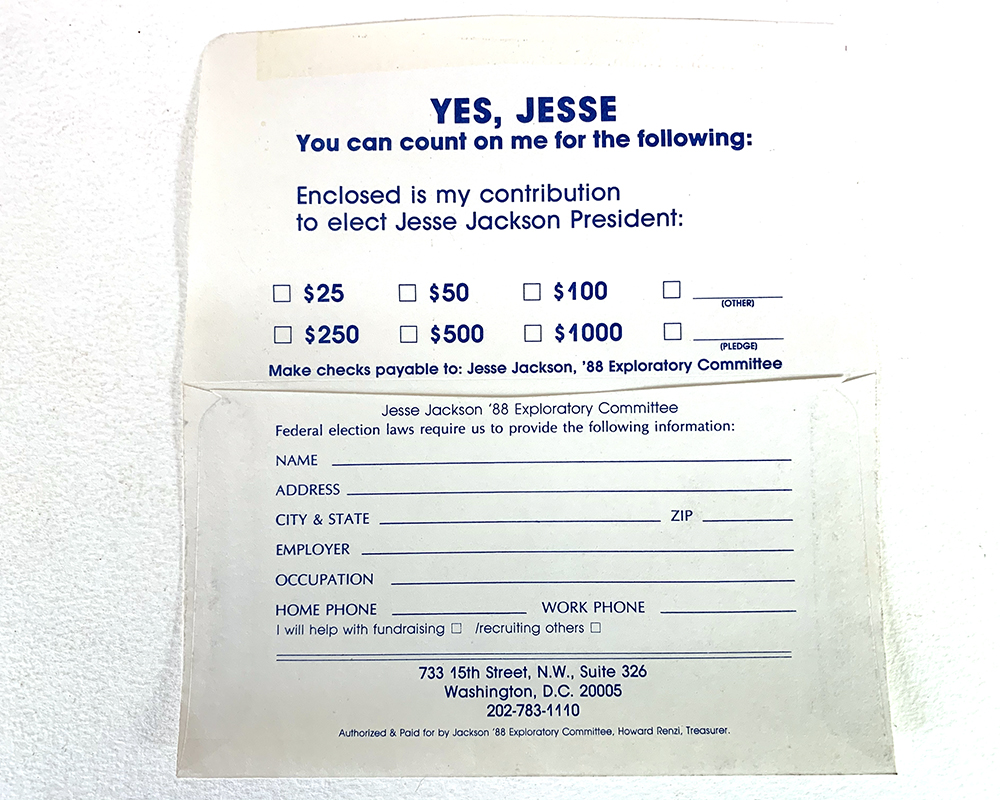 YES, JESSE
You can count on me for the following:
Enclosed is my contribution
to elect Jesse Jackson President:
☐ $25 ☐ $50 ☐ $100 ☐ ________
(OTHER)
☐ $250 ☐ $500 ☐ $1000 ☐ ________
(PLEDGE)
Make checks payable to: Jesse Jackson, '88 Exploratory Committee
Jesse Jackson '88 Exploratory Committee
Federal election laws require us to provide the following information:
NAME
ADDRESS
CITY & STATE ZIP
EMPLOYER
OCCUPATION
HOME PHONE WORK PHONE
I will help with fundraising ☐ /recruiting others ☐
733 15th Street, N.W., Suite 326
Washington, D.C. 20005
202-783-1110
Authorized & Paid for by Jackson '88 Exploratory Committee, Howard Renzi, Treasurer.